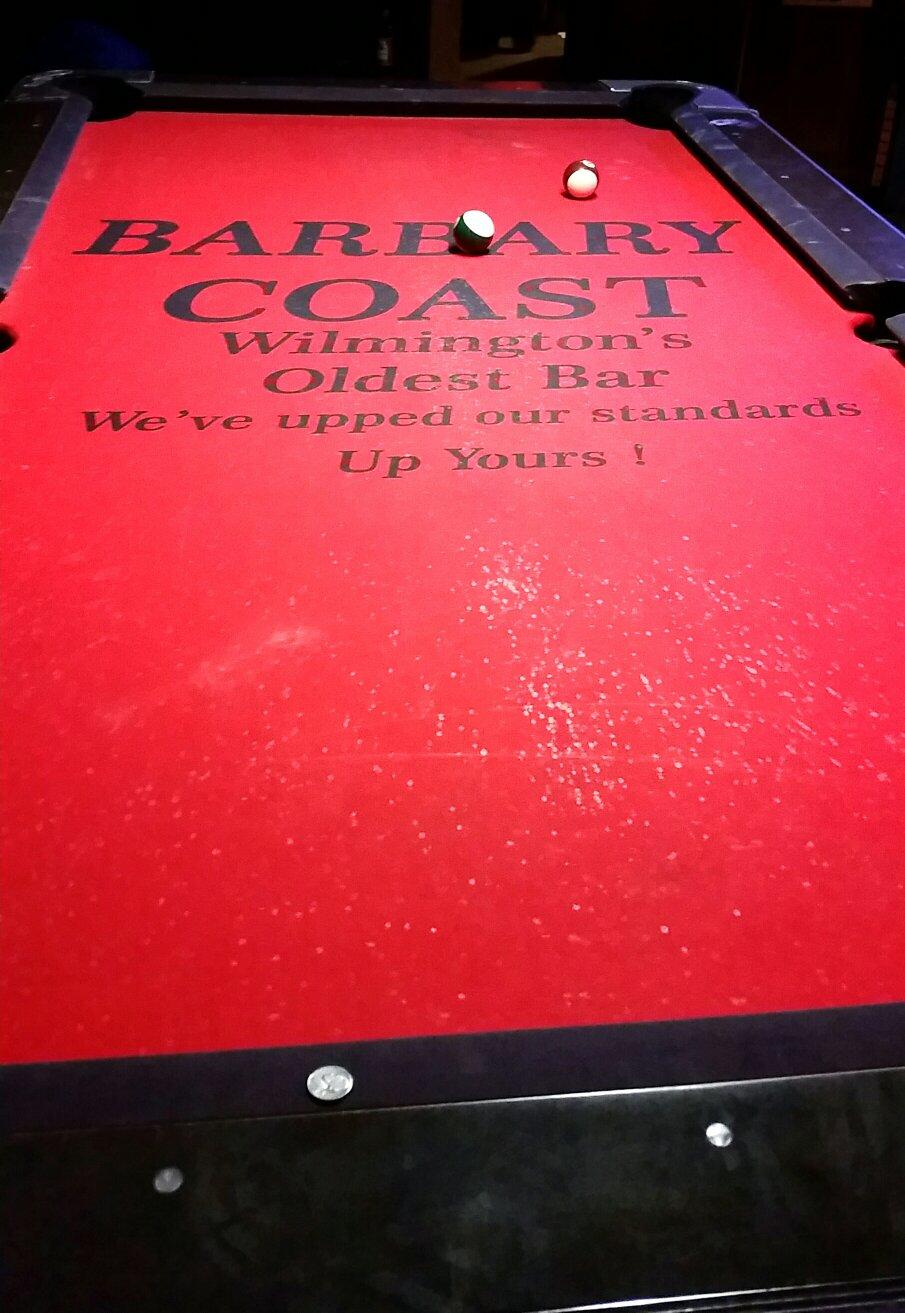 BARBARY
COAST
Wilmington's
Oldest Bar
We've upped our standards
Up Yours !